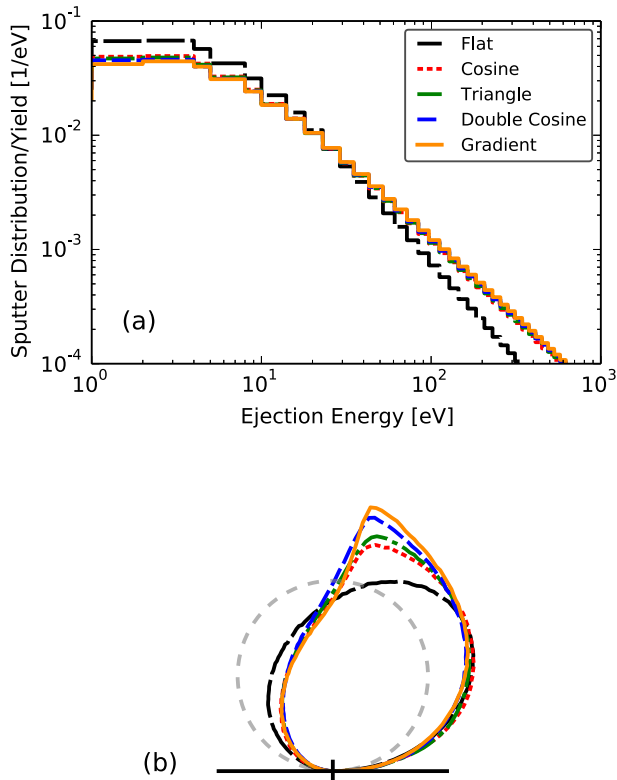 10^-1
10^-2
10^-3
10^-4
Sputter Distribution/Yield [1/eV]
Flat
Cosine
Triangle
Double Cosine
Gradient
(a)
10^0
10^1
10^2
10^3
Ejection Energy [eV]
(b)